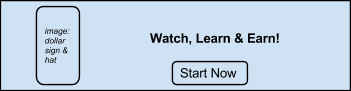 image:
dollar
sign &
hat
Watch, Learn & Earn!
Start Now